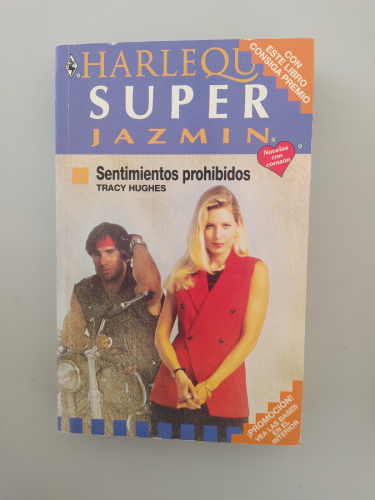 HARLEQU
CON
ESTE LIBRO
CONSIGA PREMIO
SUPER
JAZMIN
Novelas
con
corazón
Sentimientos prohibidos
TRACY HUGHES
¡PROMOCIÓN!
VEA LAS BASES
EN EL
INTERIOR